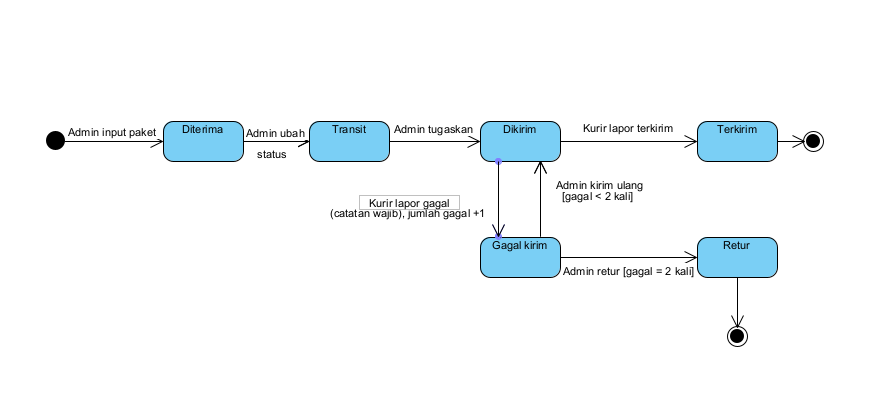 Admin input paket
Diterima
Admin ubah
status
Transit
Admin tugaskan
Dikirim
Kurir lapor terkirim
Terkirim
Kurir lapor gagal
(catatan wajib), jumlah gagal +1
Admin kirim ulang
[gagal < 2 kali]
Gagal kirim
Admin retur [gagal = 2 kali]
Retur